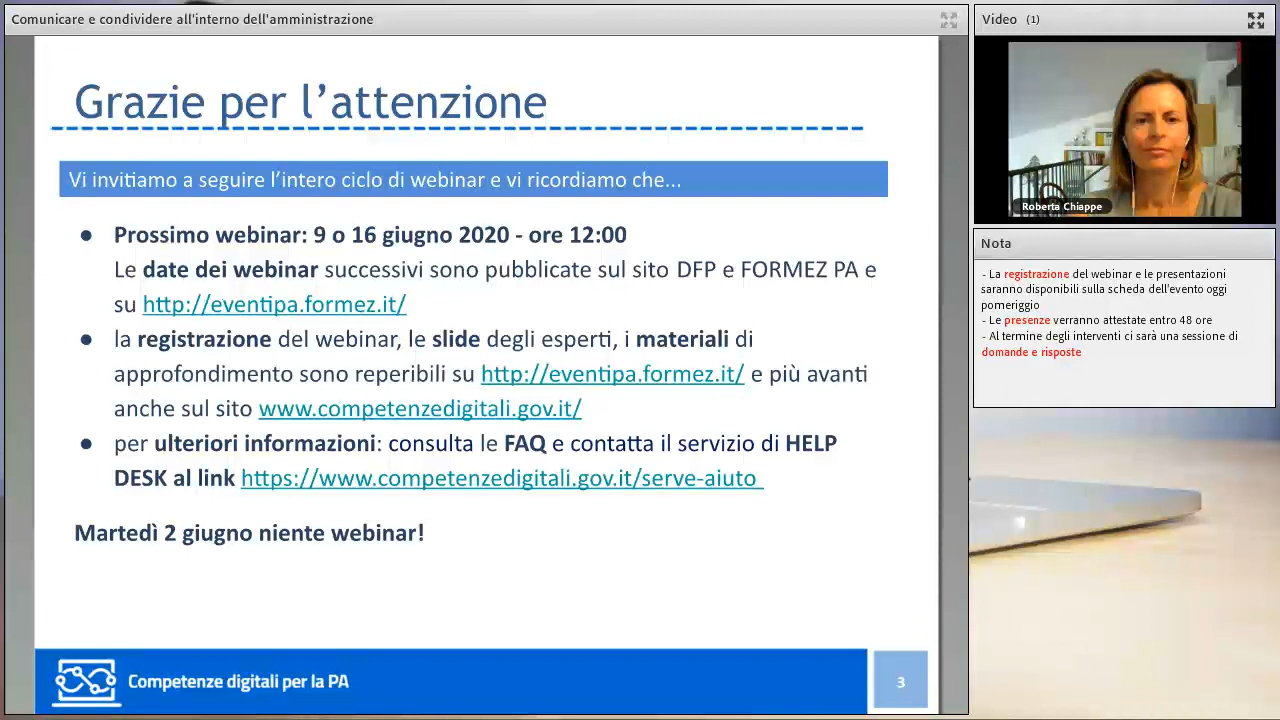 Comunicare e condividere all'interno dell'amministrazione
Grazie per l'attenzione
Vi invitiamo a seguire l'intero ciclo di webinar e vi ricordiamo che...
● Prossimo webinar: 9 o 16 giugno 2020 - ore 12:00
Le date dei webinar successivi sono pubblicate sul sito DFP e FORMEZ PA e
su http://eventipa.formez.it/
● la registrazione del webinar, le slide degli esperti, i materiali di
approfondimento sono reperibili su http://eventipa.formez.it/ e più avanti
anche sul sito www.competenzedigitali.gov.it/
● per ulteriori informazioni: consulta le FAQ e contatta il servizio di HELP
DESK al link https://www.competenzedigitali.gov.it/serve-aiuto
Martedì 2 giugno niente webinar!
Competenze digitali per la PA
3
Video (1)
Roberta Chiappe
Nota
- La registrazione del webinar e le presentazioni
saranno disponibili sulla scheda dell'evento oggi
pomeriggio
- Le presenze verranno attestate entro 48 ore
- Al termine degli interventi ci sarà una sessione di
domande e risposte